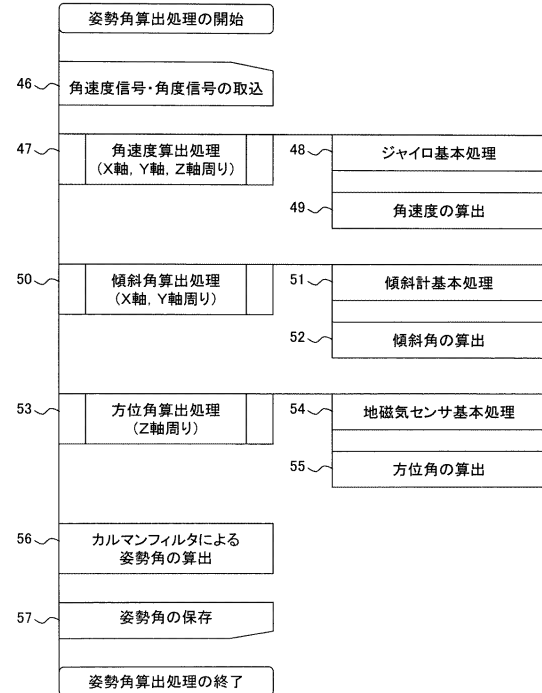 姿勢角算出処理の開始
46
角速度信号・角度信号の取込
47
角速度算出処理
(X軸, Y軸, Z軸周り)
48
ジャイロ基本処理
49
角速度の算出
50
傾斜角算出処理
(X軸, Y軸周り)
51
傾斜計基本処理
52
傾斜角の算出
53
方位角算出処理
(Z軸周り)
54
地磁気センサ基本処理
55
方位角の算出
56
カルマンフィルタによる
姿勢角の算出
57
姿勢角の保存
姿勢角算出処理の終了